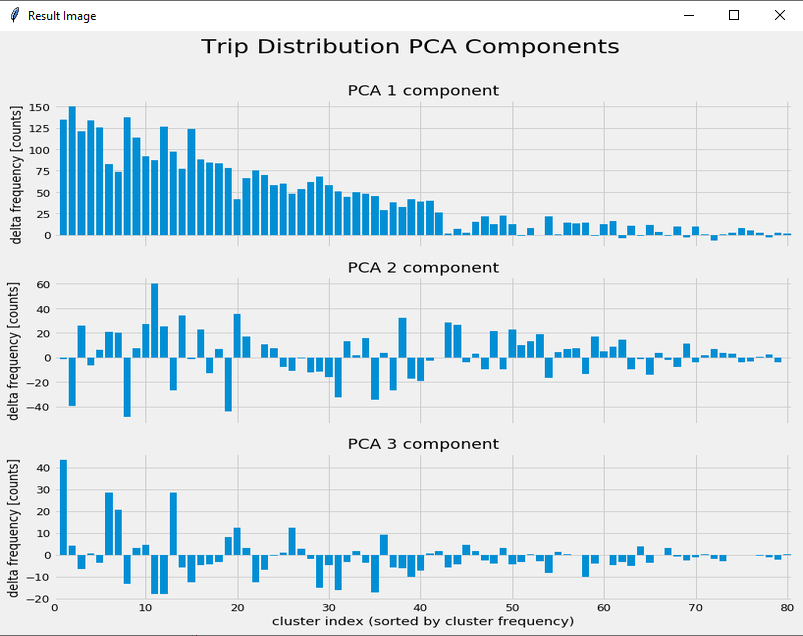 Result Image
Trip Distribution PCA Components
PCA 1 component
delta frequency [counts]
150
125
100
75
50
25
0
PCA 2 component
delta frequency [counts]
60
40
20
0
−20
−40
PCA 3 component
delta frequency [counts]
40
30
20
10
0
−10
−20
0 10 20 30 40 50 60 70 80
cluster index (sorted by cluster frequency)